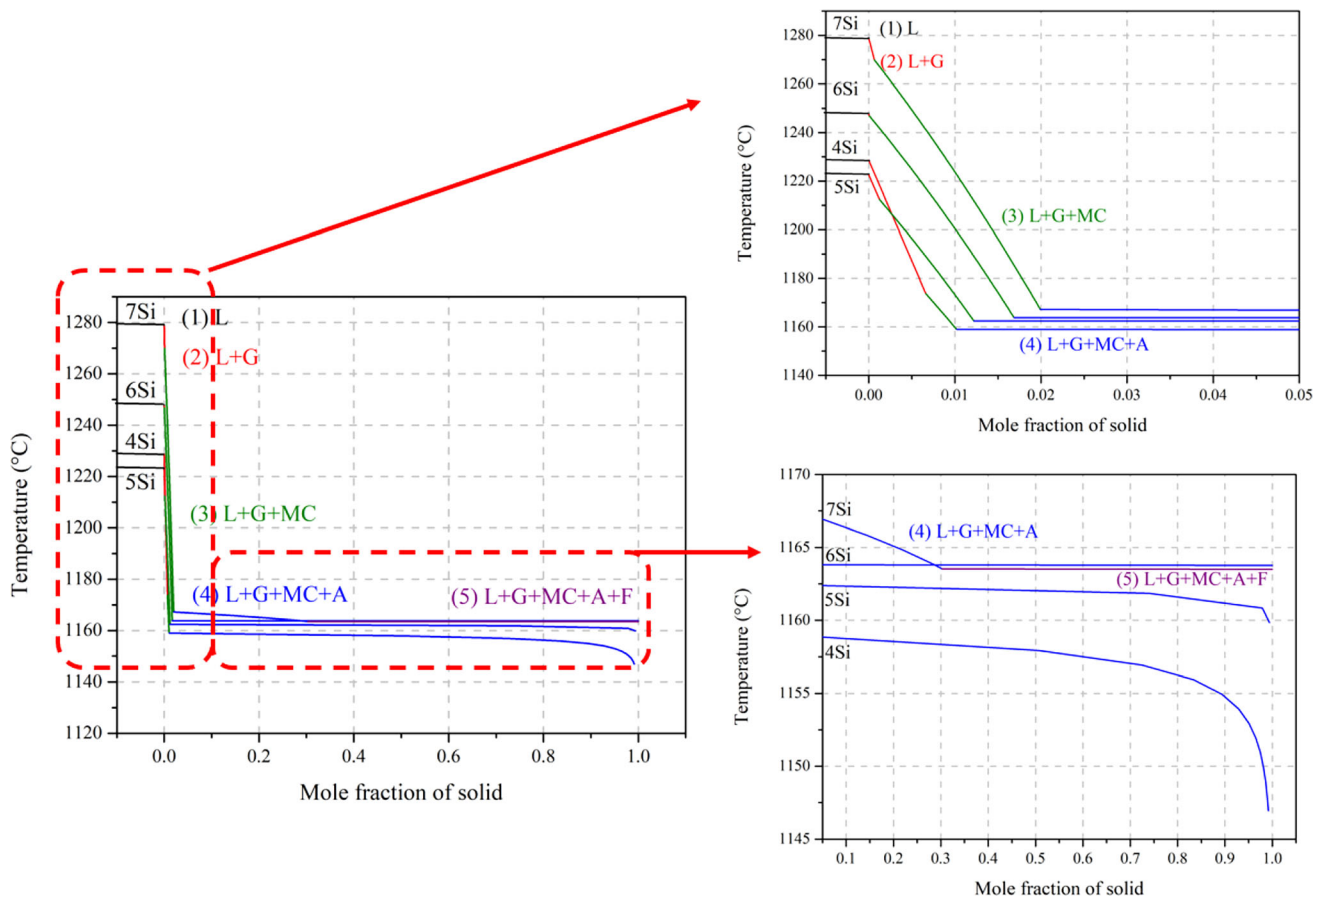 7Si
(1) L
(2) L+G
6Si
4Si
5Si
(3) L+G+MC
(4) L+G+MC+A
1280
1260
1240
1220
1200
1180
1160
1140
0.00
0.01
0.02
0.03
0.04
0.05
Temperature (°C)
Mole fraction of solid
7Si
(1) L
(2) L+G
6Si
4Si
5Si
(3) L+G+MC
(4) L+G+MC+A
(5) L+G+MC+A+F
1280
1260
1240
1220
1200
1180
1160
1140
1120
0.0
0.2
0.4
0.6
0.8
1.0
Temperature (°C)
Mole fraction of solid
7Si
(4) L+G+MC+A
6Si
(5) L+G+MC+A+F
5Si
4Si
1170
1165
1160
1155
1150
1145
0.1
0.2
0.3
0.4
0.5
0.6
0.7
0.8
0.9
1.0
Temperature (°C)
Mole fraction of solid